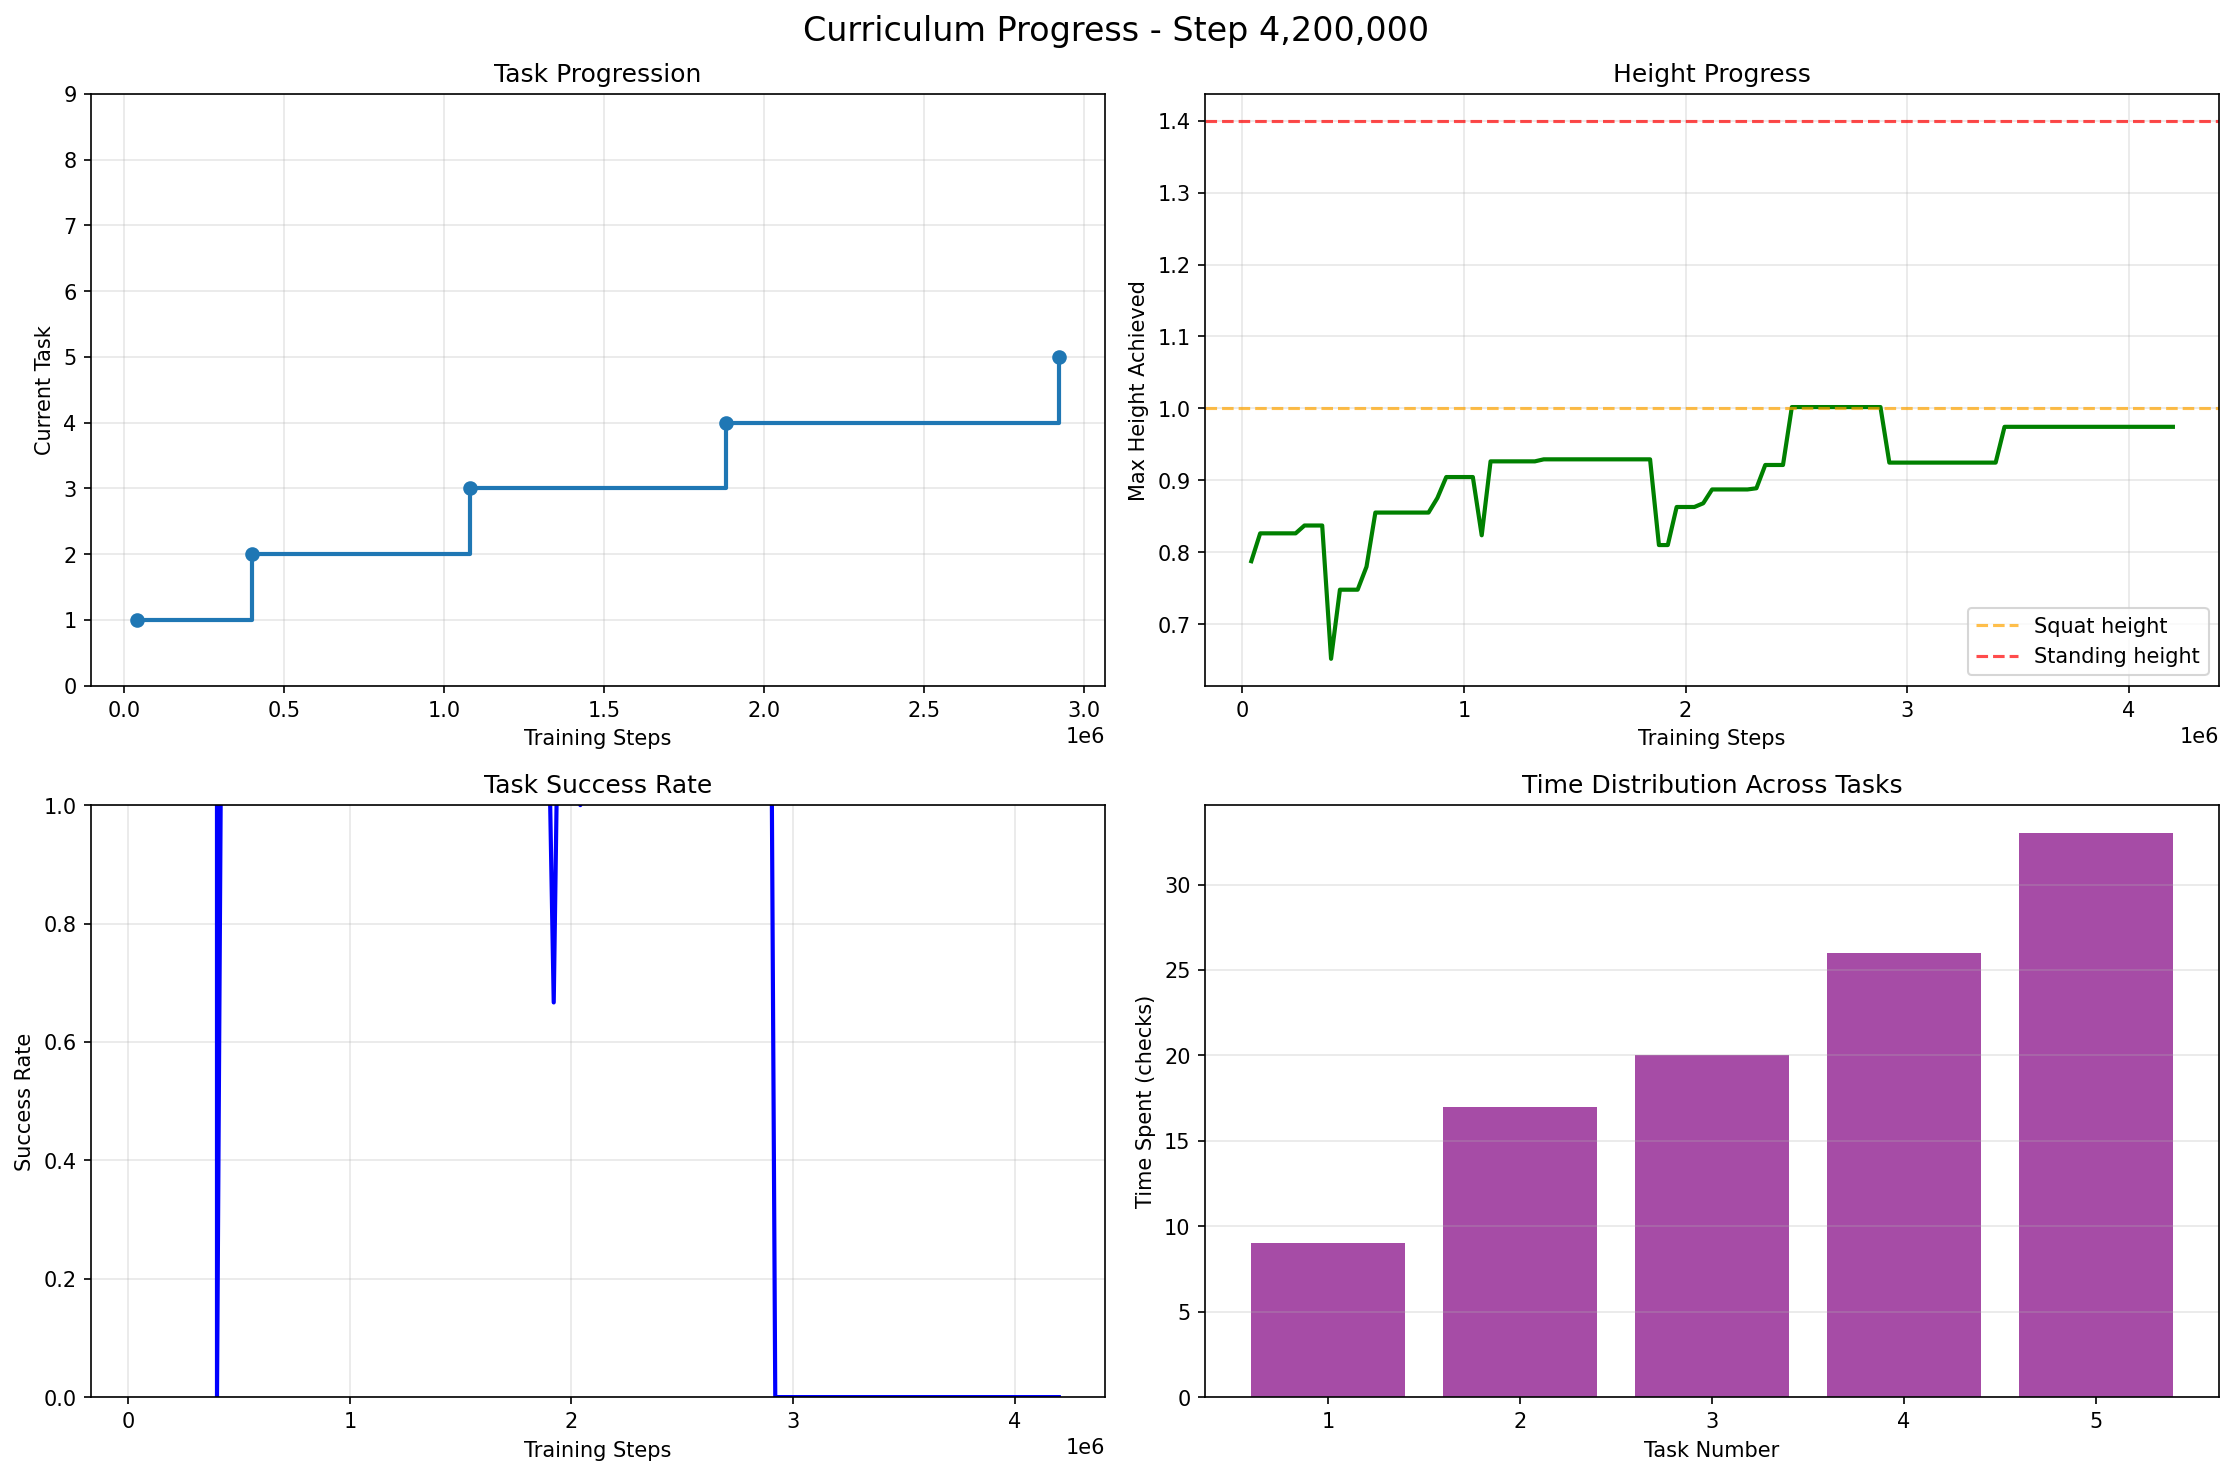 Curriculum Progress - Step 4,200,000
Task Progression
9
8
7
6
5
4
3
2
1
0
Current Task
0.0 0.5 1.0 1.5 2.0 2.5 3.0
1e6
Training Steps
Height Progress
1.4
1.3
1.2
1.1
1.0
0.9
0.8
0.7
Max Height Achieved
Squat height
Standing height
0 1 2 3 4
1e6
Training Steps
Task Success Rate
1.0
0.8
0.6
0.4
0.2
0.0
Success Rate
0 1 2 3 4
1e6
Training Steps
Time Distribution Across Tasks
30
25
20
15
10
5
0
Time Spent (checks)
1 2 3 4 5
Task Number